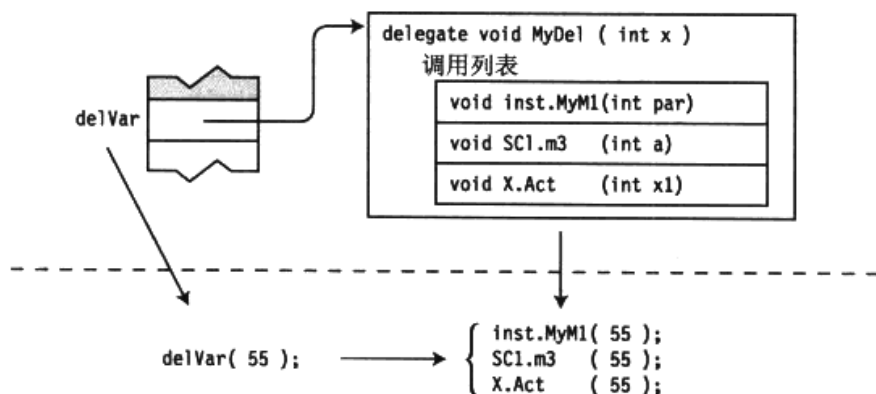 delegate void MyDel ( int x )
调用列表
void inst.MyM1(int par)
delVar
void SCl.m3 (int a)
void X.Act (int x1)
delVar( 55 );
inst.MyM1( 55 );
SCl.m3 ( 55 );
X.Act ( 55 );